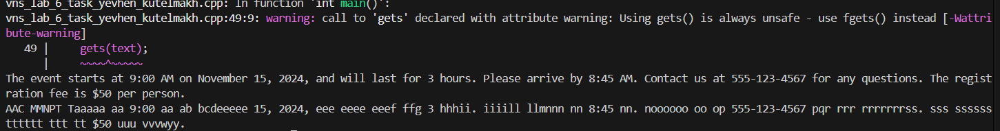 vns_lab_6_task_yevhen_kutelmakh.cpp: In function 'int main()':
vns_lab_6_task_yevhen_kutelmakh.cpp:49:9: warning: call to 'gets' declared with attribute warning: Using gets() is always unsafe - use fgets() instead [-Wattri
bute-warning]
   49 |     gets(text);
      |     ~~~~^~~~~~
The event starts at 9:00 AM on November 15, 2024, and will last for 3 hours. Please arrive by 8:45 AM. Contact us at 555-123-4567 for any questions. The regist
ration fee is $50 per person.
AAC MMNPT Taaaaa aa 9:00 aa ab bcdeeeee 15, 2024, eee eeee eeef ffg 3 hhhii. iiiill llmnnn nn 8:45 nn. noooooo oo op 555-123-4567 pqr rrr rrrrrrrss. sss ssssss
tttttt ttt tt $50 uuu vvvwyy.